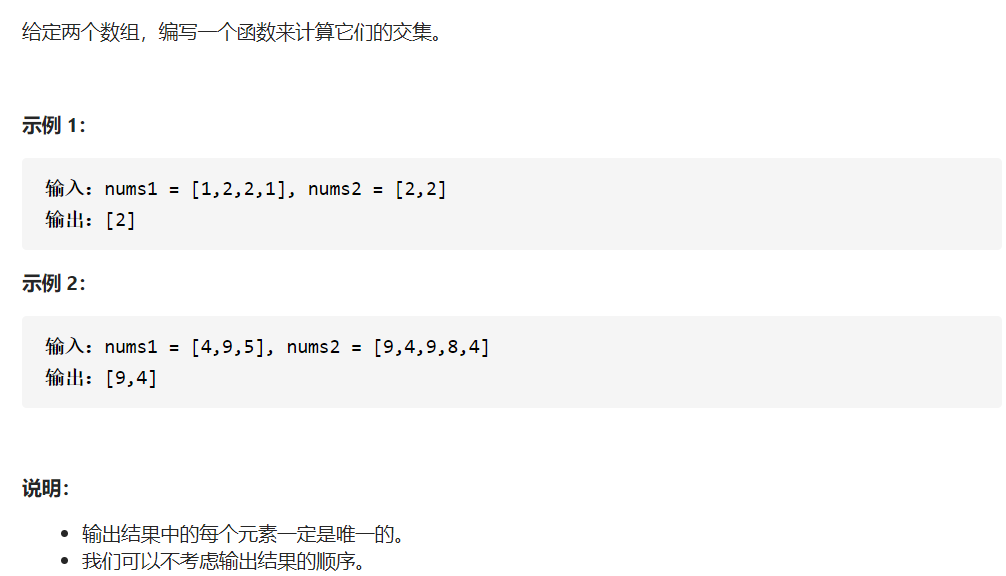 给定两个数组，编写一个函数来计算它们的交集。
示例 1：
输入：nums1 = [1,2,2,1], nums2 = [2,2]
输出：[2]
示例 2：
输入：nums1 = [4,9,5], nums2 = [9,4,9,8,4]
输出：[9,4]
说明：
• 输出结果中的每个元素一定是唯一的。
• 我们可以不考虑输出结果的顺序。